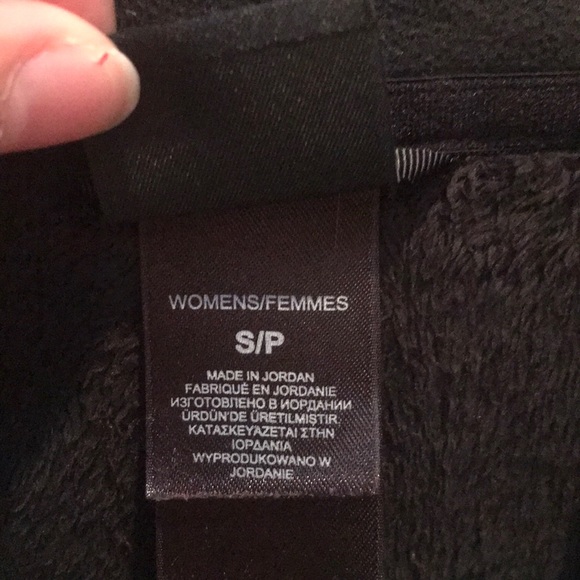 WOMENS/FEMMES
S/P
MADE IN JORDAN
FABRIQUÉ EN JORDANIE
ИЗГОТОВЛЕНО В ИОРДАНИИ
ÜRDÜN'DE ÜRETILMIŞTIR.
ΚΑΤΑΣΚΕΥΑΖΕΤΑΙ ΣΤΗΝ
ΙΟΡΔΑΝΙΑ
WYPRODUKOWANO W
JORDANIE